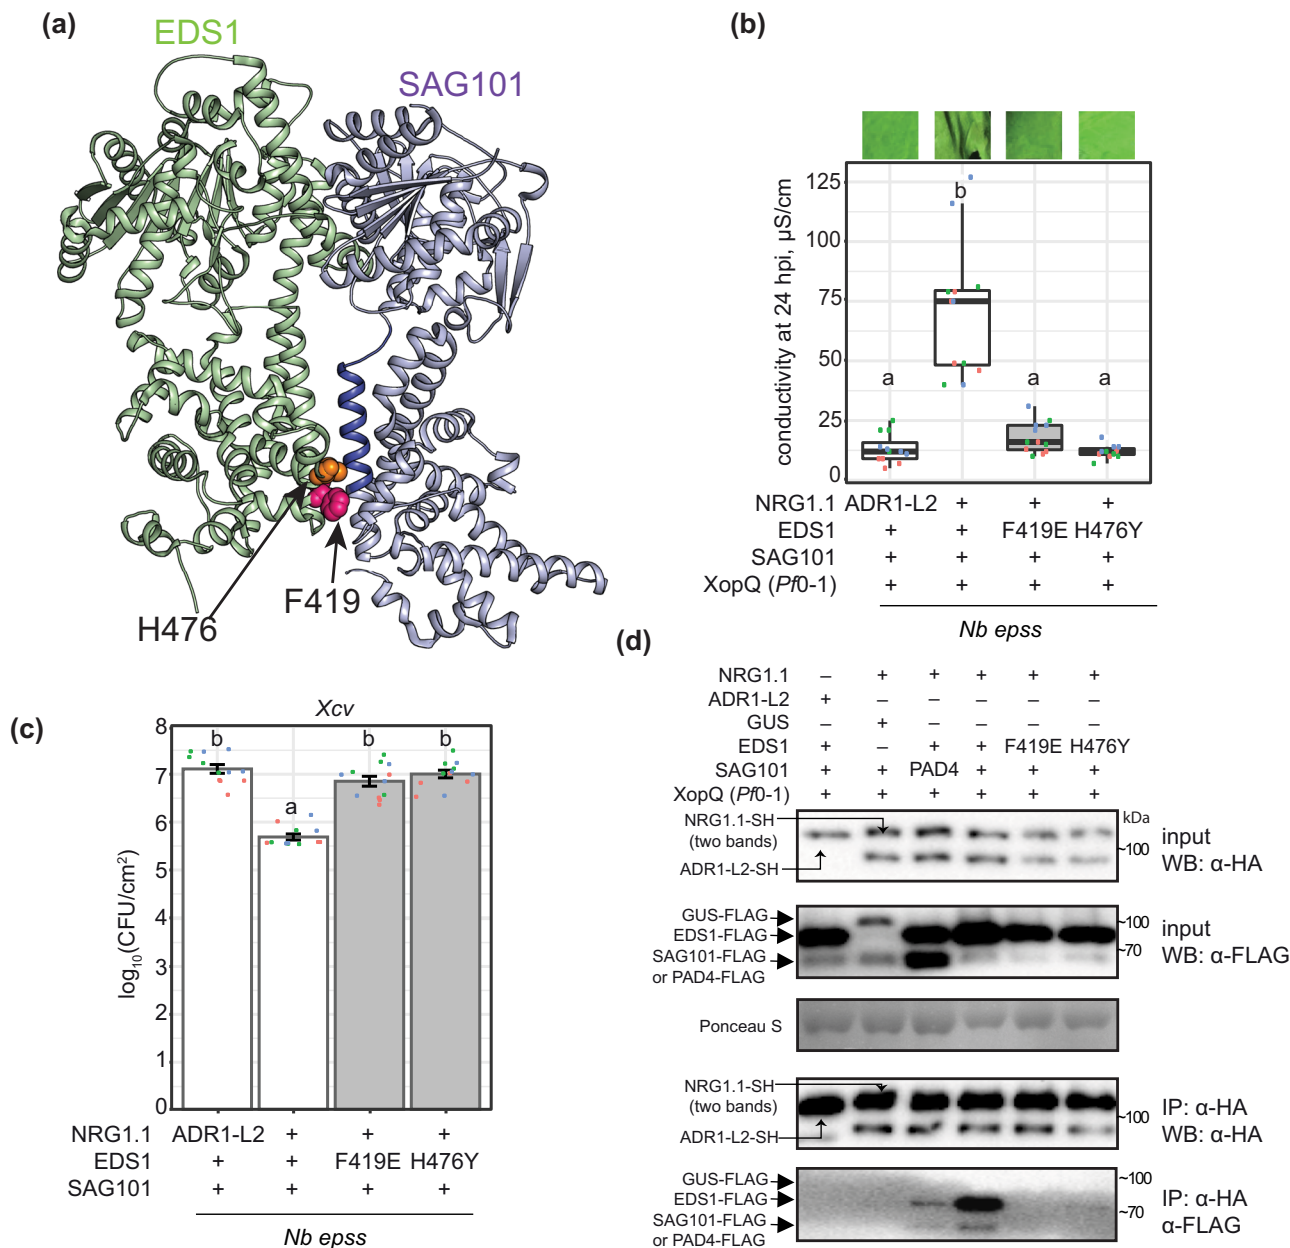 (a)
EDS1
SAG101
H476
F419
(b)
conductivity at 24 hpi, µS/cm
125
100
75
50
25
0
a
b
a
a
NRG1.1 ADR1-L2 + + +
EDS1 + + F419E H476Y
SAG101 + + + +
XopQ (Pf0-1) + + + +
Nb epss
(c)
Xcv
log10(CFU/cm²)
8
7
6
5
4
3
2
1
0
b
a
b
b
NRG1.1 ADR1-L2 + + +
EDS1 + + F419E H476Y
SAG101 + + + +
Nb epss
(d)
NRG1.1 – + + + + +
ADR1-L2 + – – – – –
GUS – + – – – –
EDS1 + – + + F419E H476Y
SAG101 + + PAD4 + + +
XopQ (Pf0-1) + + + + + +
NRG1.1-SH
(two bands)
ADR1-L2-SH
kDa
~100
input
WB: α-HA
GUS-FLAG
EDS1-FLAG
SAG101-FLAG
or PAD4-FLAG
~100
~70
input
WB: α-FLAG
Ponceau S
NRG1.1-SH
(two bands)
ADR1-L2-SH
~100
IP: α-HA
WB: α-HA
GUS-FLAG
EDS1-FLAG
SAG101-FLAG
or PAD4-FLAG
~100
~70
IP: α-HA
α-FLAG